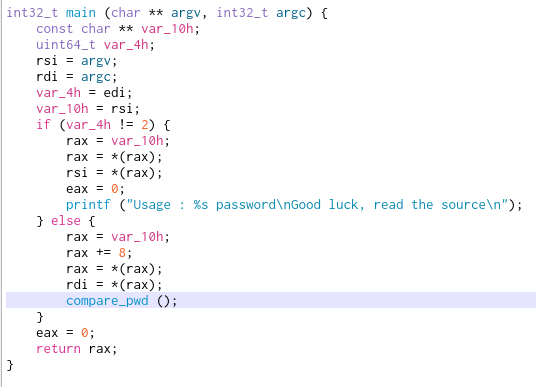 int32_t main (char ** argv, int32_t argc) {
    const char ** var_10h;
    uint64_t var_4h;
    rsi = argv;
    rdi = argc;
    var_4h = edi;
    var_10h = rsi;
    if (var_4h != 2) {
        rax = var_10h;
        rax = *(rax);
        rsi = *(rax);
        eax = 0;
        printf ("Usage : %s password\nGood luck, read the source\n");
    } else {
        rax = var_10h;
        rax += 8;
        rax = *(rax);
        rdi = *(rax);
        compare_pwd ();
    }
    eax = 0;
    return rax;
}